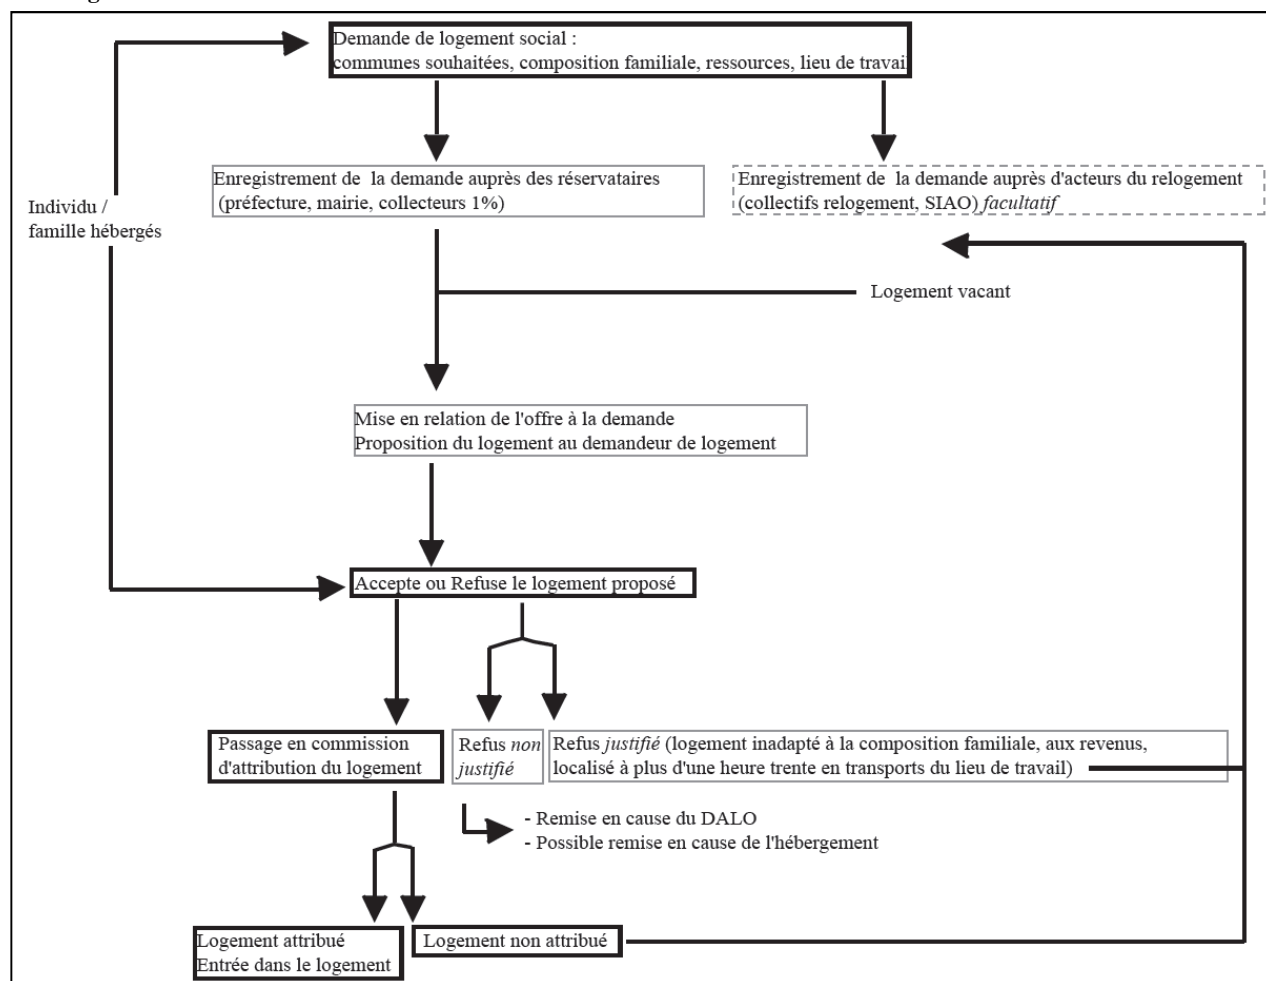 Demande de logement social :
communes souhaitées, composition familiale, ressources, lieu de travai
Enregistrement de la demande auprès des réservataires
(préfecture, mairie, collecteurs 1%)
Enregistrement de la demande auprès d'acteurs du relogement
(collectifs relogement, SIAO) facultatif
Individu /
famille hébergés
Logement vacant
Mise en relation de l'offre à la demande
Proposition du logement au demandeur de logement
Accepte ou Refuse le logement proposé
Passage en commission
d'attribution du logement
Refus non
justifié
Refus justifié (logement inadapté à la composition familiale, aux revenus,
localisé à plus d'une heure trente en transports du lieu de travail)
- Remise en cause du DALO
- Possible remise en cause de l'hébergement
Logement attribué
Entrée dans le logement
Logement non attribué